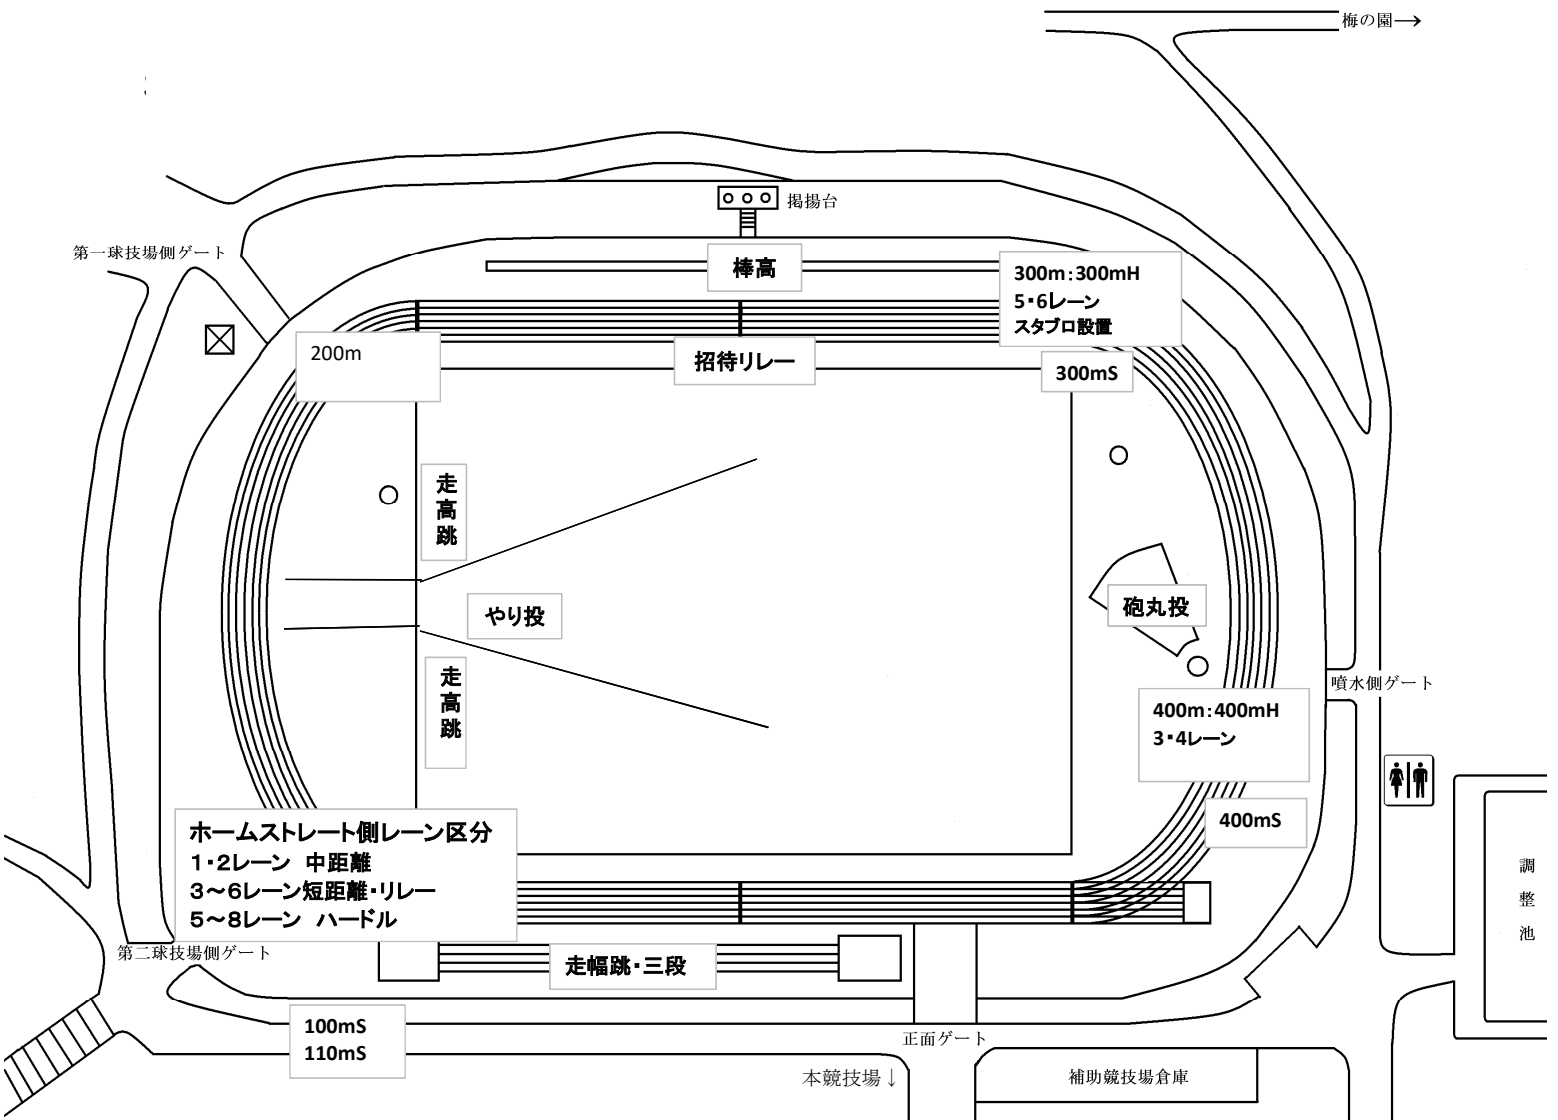 梅の園→
掲揚台
第一球技場側ゲート
棒高
300m:300mH
5・6レーン
スタブロ設置
200m
招待リレー
300mS
走高跳
やり投
砲丸投
走高跳
噴水側ゲート
400m:400mH
3・4レーン
400mS
ホームストレート側レーン区分
1・2レーン　中距離
3～6レーン短距離・リレー
5～8レーン　ハードル
調整池
第二球技場側ゲート
走幅跳・三段
100mS
110mS
正面ゲート
本競技場↓
補助競技場倉庫